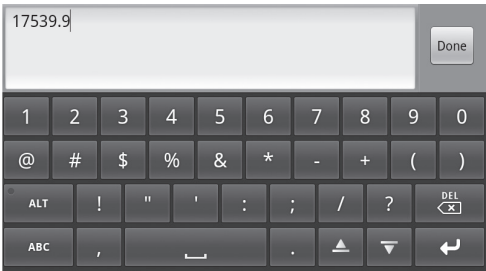 17539.9
Done
1 2 3 4 5 6 7 8 9 0
@ # $ % & * - + ( )
ALT ! " ' : ; / ? DEL
ABC , .